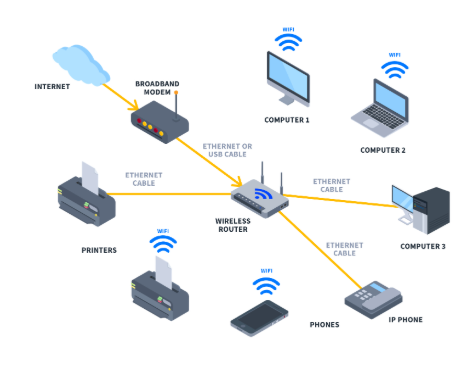 WIFI
WIFI
INTERNET
BROADBAND
MODEM
COMPUTER 1
COMPUTER 2
ETHERNET OR
USB CABLE
ETHERNET
CABLE
ETHERNET
CABLE
WIRELESS
ROUTER
PRINTERS
WIFI
ETHERNET
CABLE
COMPUTER 3
WIFI
PHONES
IP PHONE